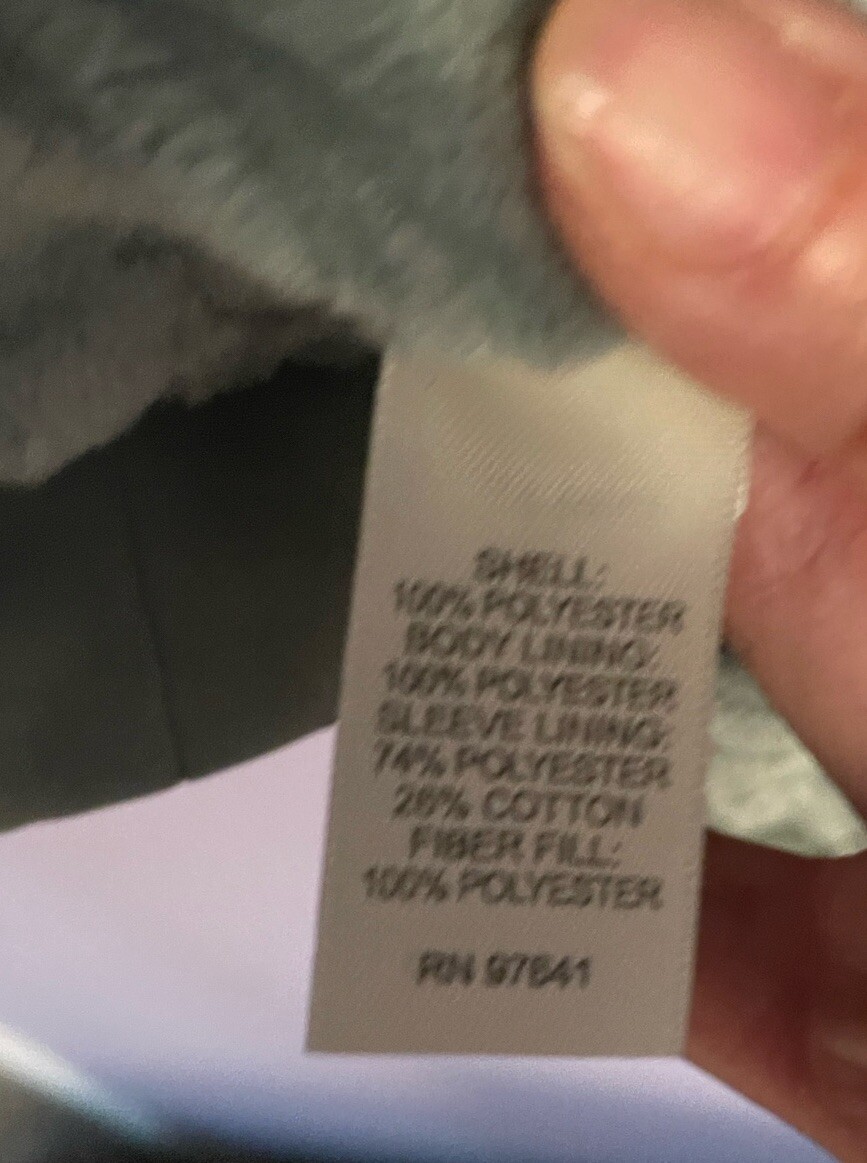 SHELL:
100% POLYESTER
BODY LINING:
100% POLYESTER
SLEEVE LINING:
74% POLYESTER
26% COTTON
FIBER FILL:
100% POLYESTER
RN 97641